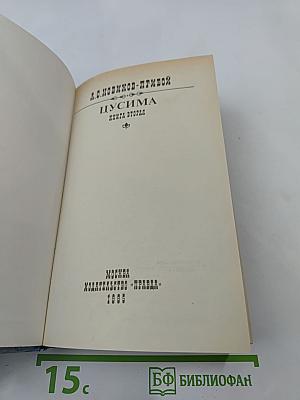 А.С.НОВИКОВ-ПРИБОЙ
ЦУСИМА
КНИГА ВТОРАЯ
МОСКВА
ИЗДАТЕЛЬСТВО «ПРАВДА»
15с
БФ БИБЛИОФАН